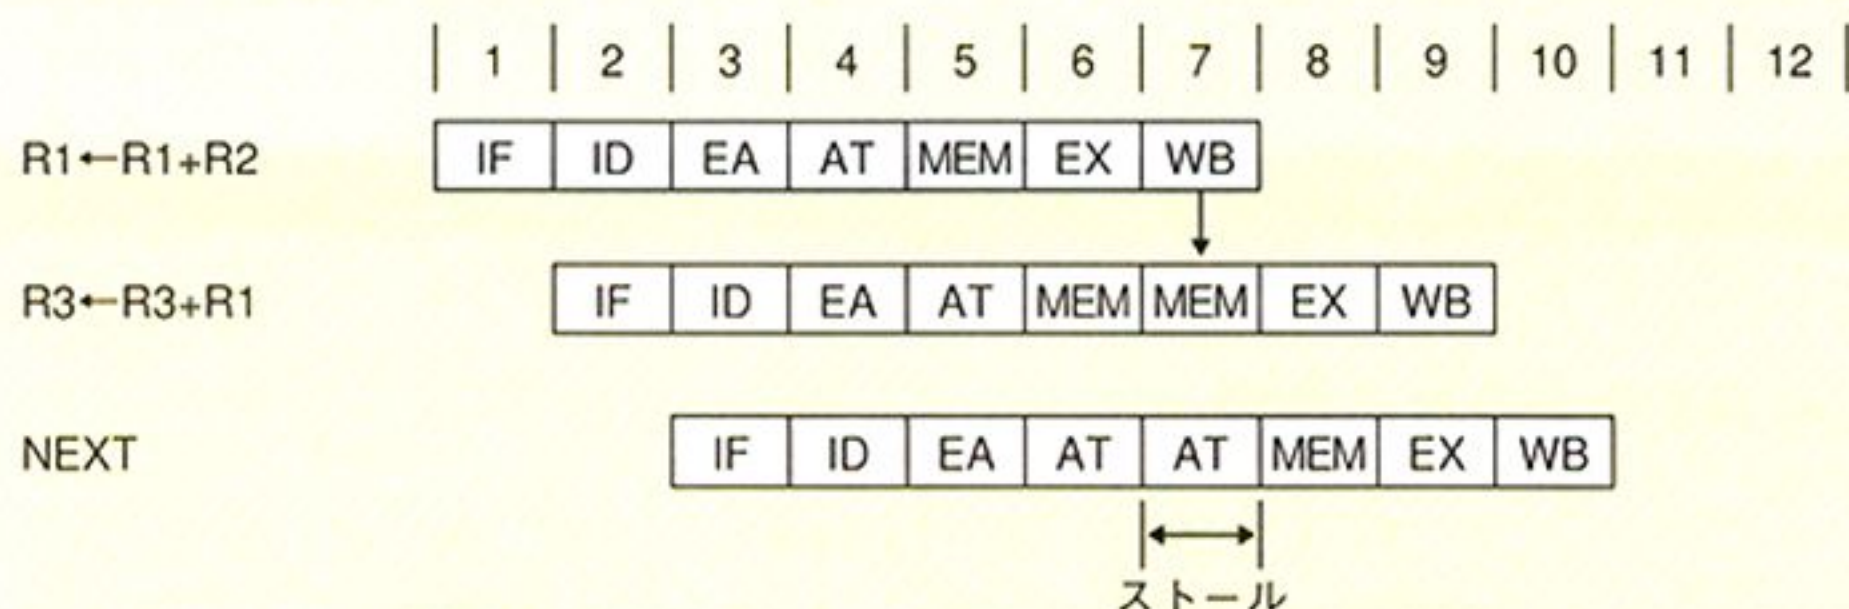 1 2 3 4 5 6 7 8 9 10 11 12
R1←R1+R2 IF ID EA AT MEM EX WB
R3←R3+R1 IF ID EA AT MEM MEM EX WB
NEXT IF ID EA AT AT MEM EX WB
ストール